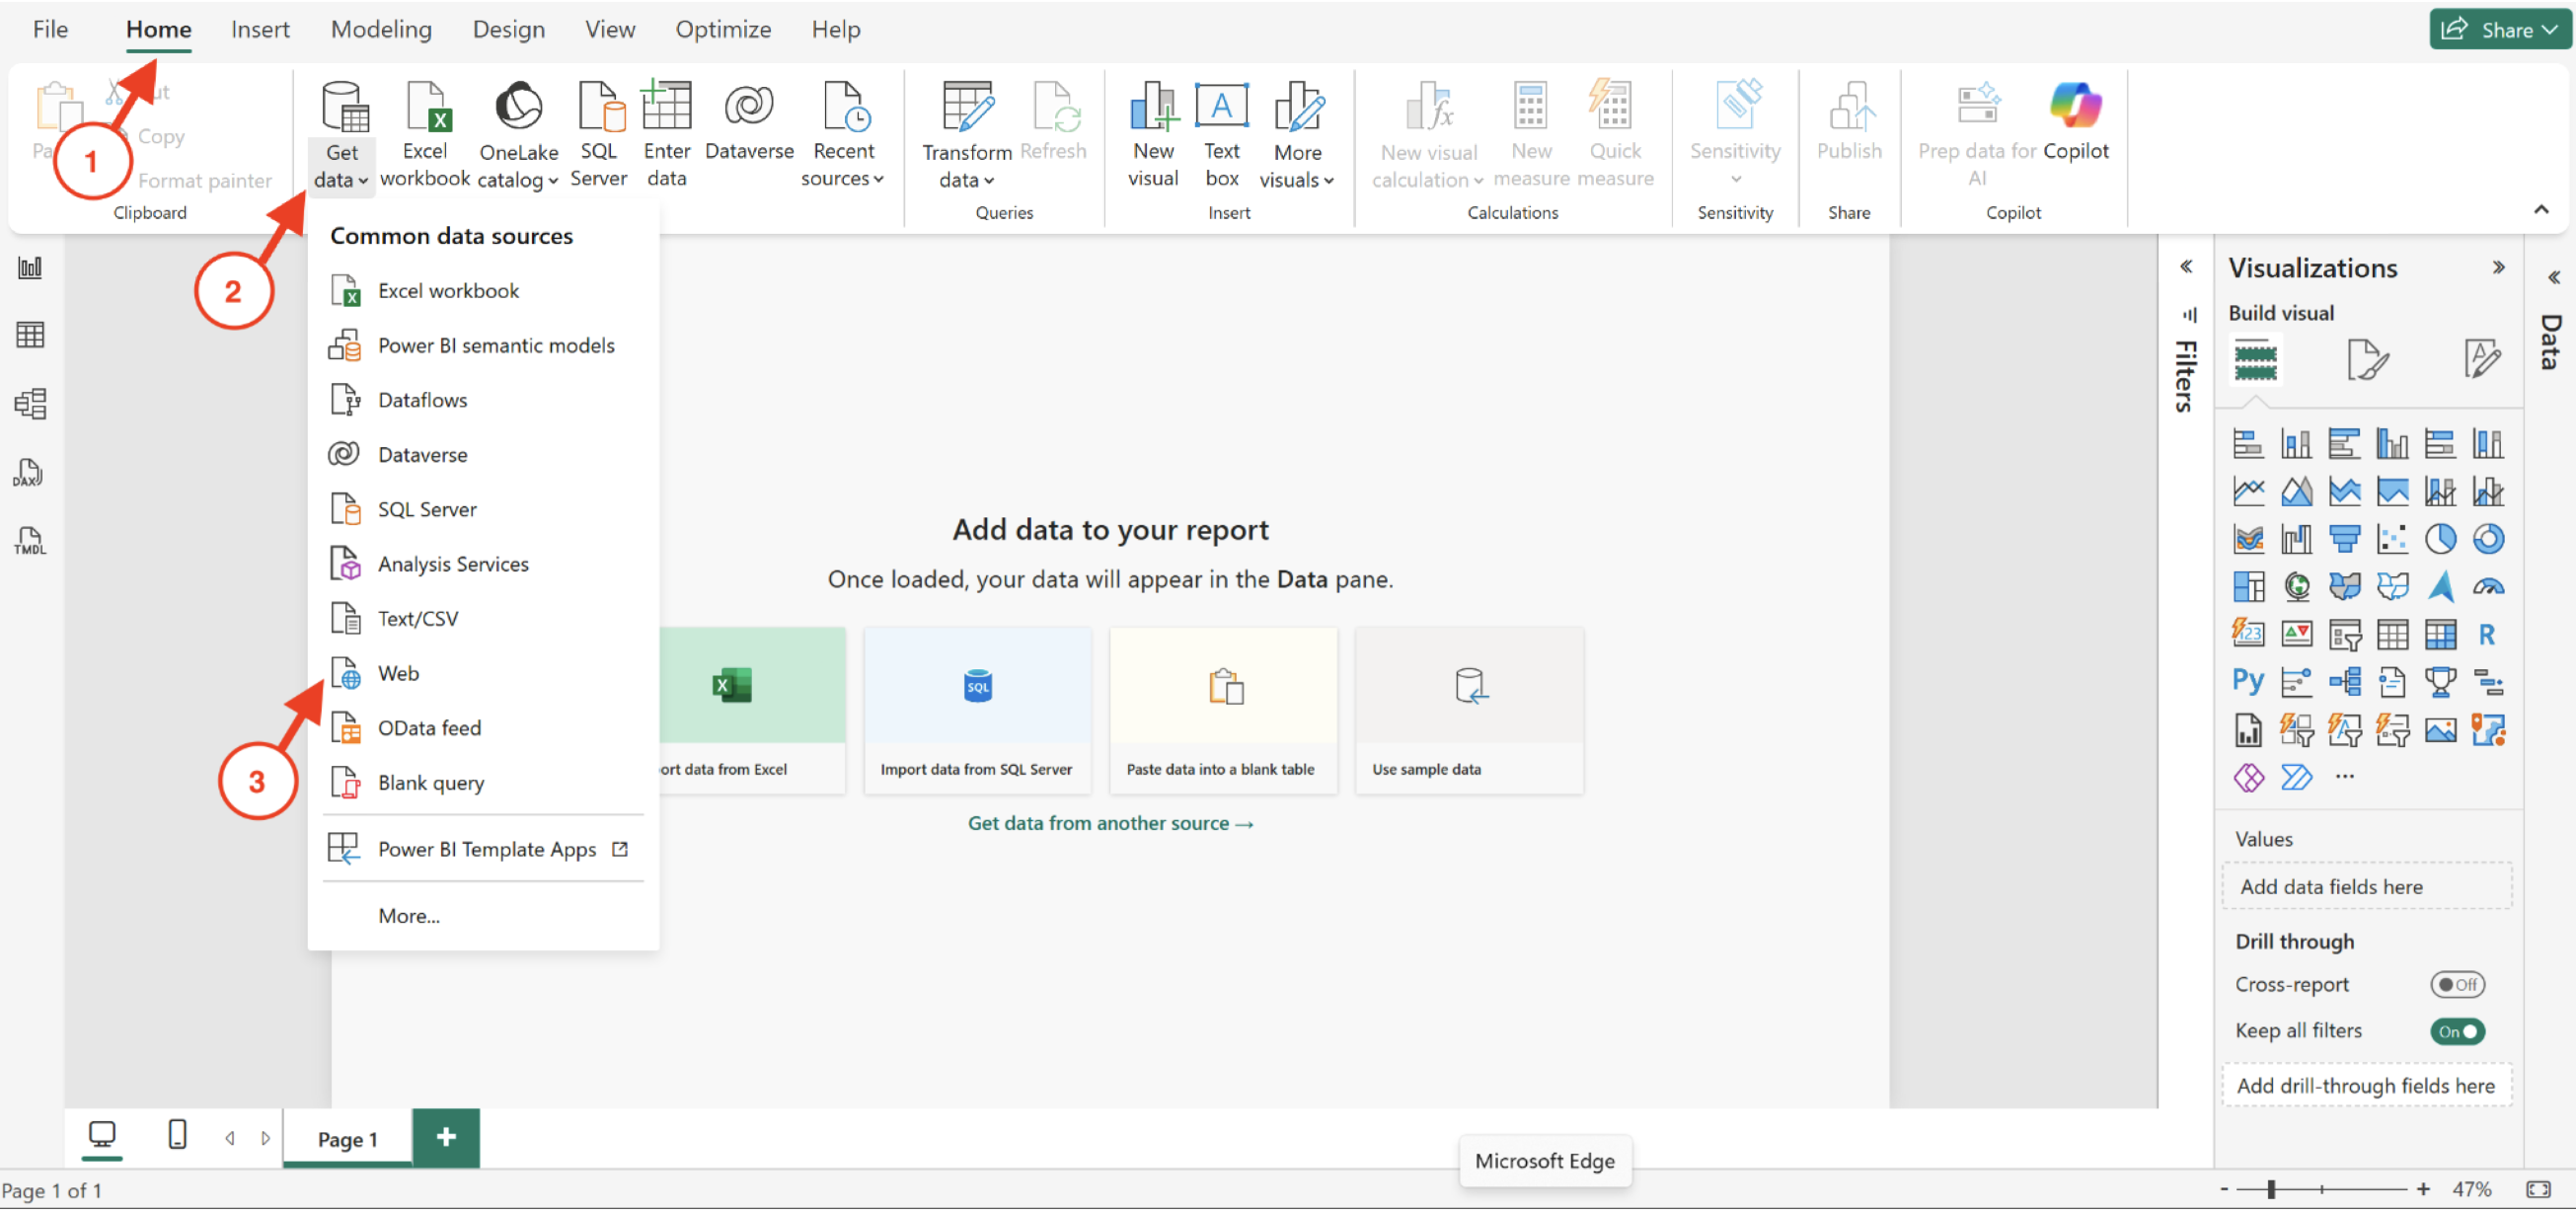 File Home Insert Modeling Design View Optimize Help Share
Copy
Format painter
Clipboard
1
Get data
Excel workbook
OneLake catalog
SQL Server
Enter data
Dataverse
Recent sources
Transform data
Refresh
Queries
New visual
Text box
More visuals
Insert
New visual calculation
New measure
Quick measure
Calculations
Sensitivity
Sensitivity
Publish
Share
Prep data for AI
Copilot
Copilot
2
Common data sources
Excel workbook
Power BI semantic models
Dataflows
Dataverse
SQL Server
Analysis Services
Text/CSV
Web
OData feed
3
Blank query
Power BI Template Apps
More...
DAX
TMDL
Add data to your report
Once loaded, your data will appear in the Data pane.
SQL
ort data from Excel
Import data from SQL Server
Paste data into a blank table
Use sample data
Get data from another source →
Filters
Visualizations
Build visual
123
R
Py
...
Values
Add data fields here
Drill through
Cross-report Off
Keep all filters On
Add drill-through fields here
Data
Page 1
+
Microsoft Edge
Page 1 of 1
- + 47%